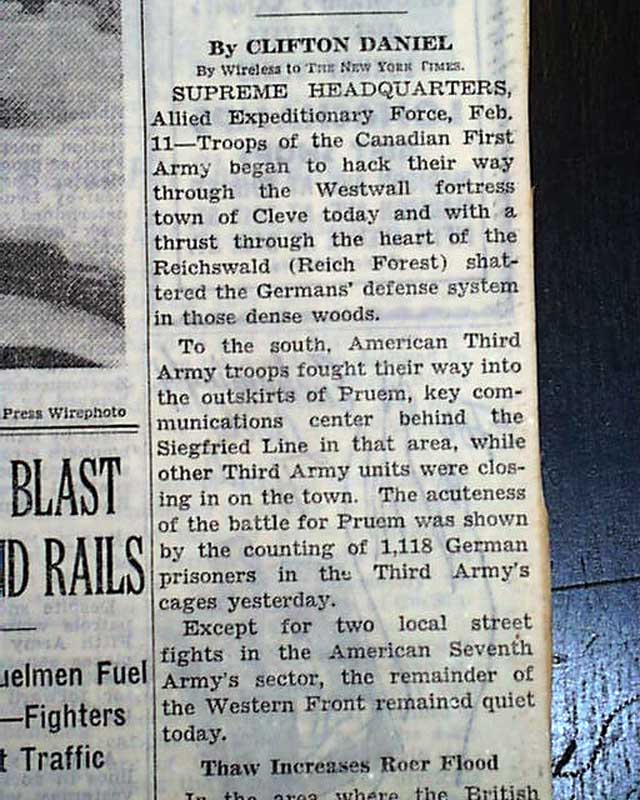 By CLIFTON DANIEL
By Wireless to THE NEW YORK TIMES.
SUPREME HEADQUARTERS,
Allied Expeditionary Force, Feb.
11—Troops of the Canadian First
Army began to hack their way
through the Westwall fortress
town of Cleve today and with a
thrust through the heart of the
Reichswald (Reich Forest) shat-
tered the Germans' defense system
in those dense woods.
To the south, American Third
Army troops fought their way into
the outskirts of Pruem, key com-
munications center behind the
Siegfried Line in that area, while
other Third Army units were clos-
ing in on the town. The acuteness
of the battle for Pruem was shown
by the counting of 1,118 German
prisoners in the Third Army's
cages yesterday.
Except for two local street
fights in the American Seventh
Army's sector, the remainder of
the Western Front remained quiet
today.
Thaw Increases Roer Flood
In the area where the British
Press Wirephoto
BLAST
ND RAILS
uelmen Fuel
—Fighters
t Traffic